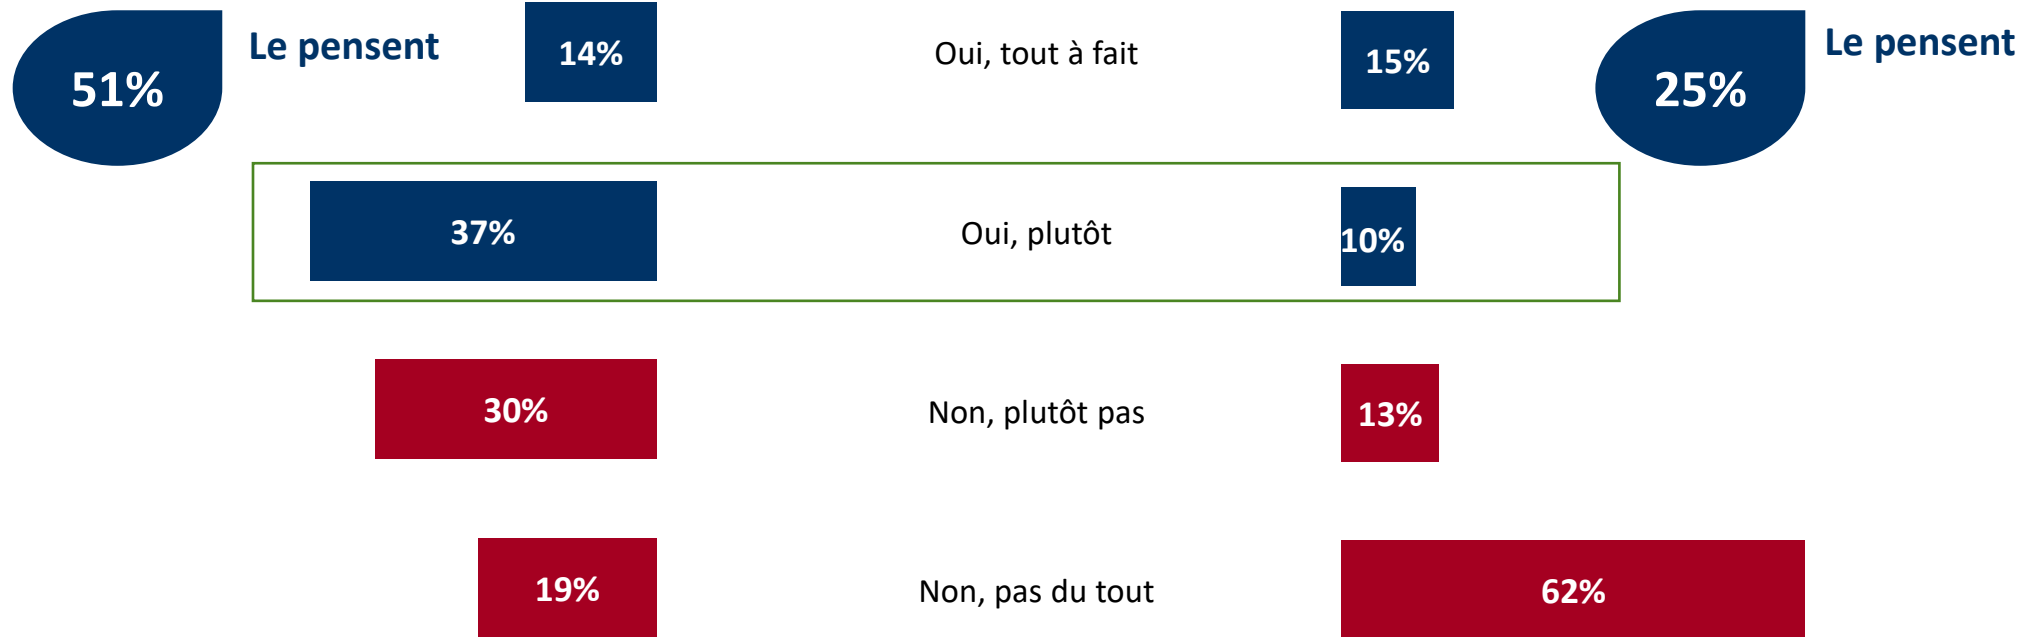 51%
Le pensent
14%
Oui, tout à fait
15%
25%
Le pensent
37%
Oui, plutôt
10%
30%
Non, plutôt pas
13%
19%
Non, pas du tout
62%